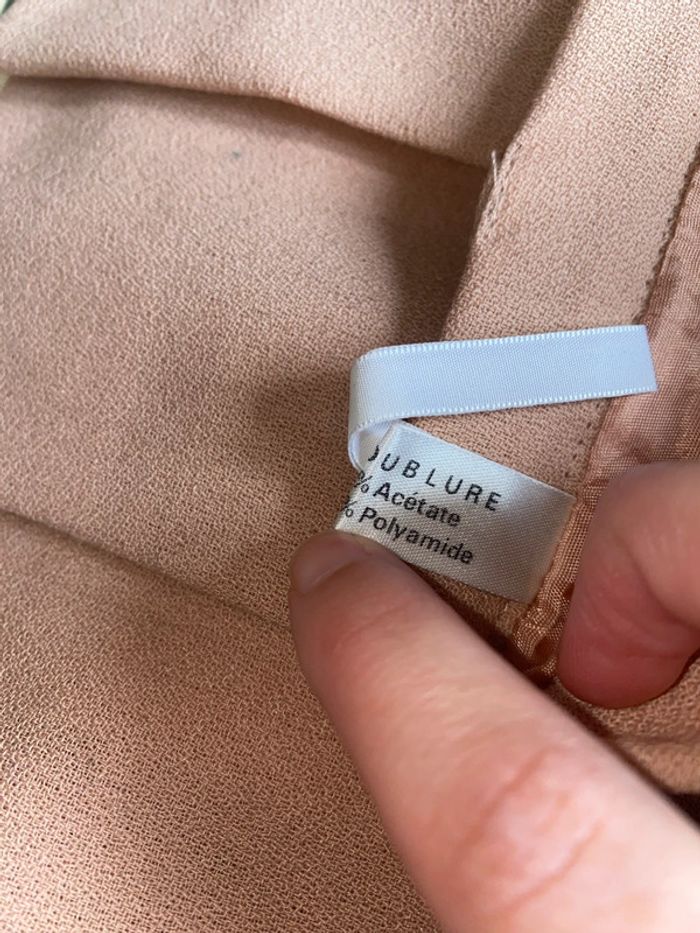 OUBLURE
% Acétate
% Polyamide